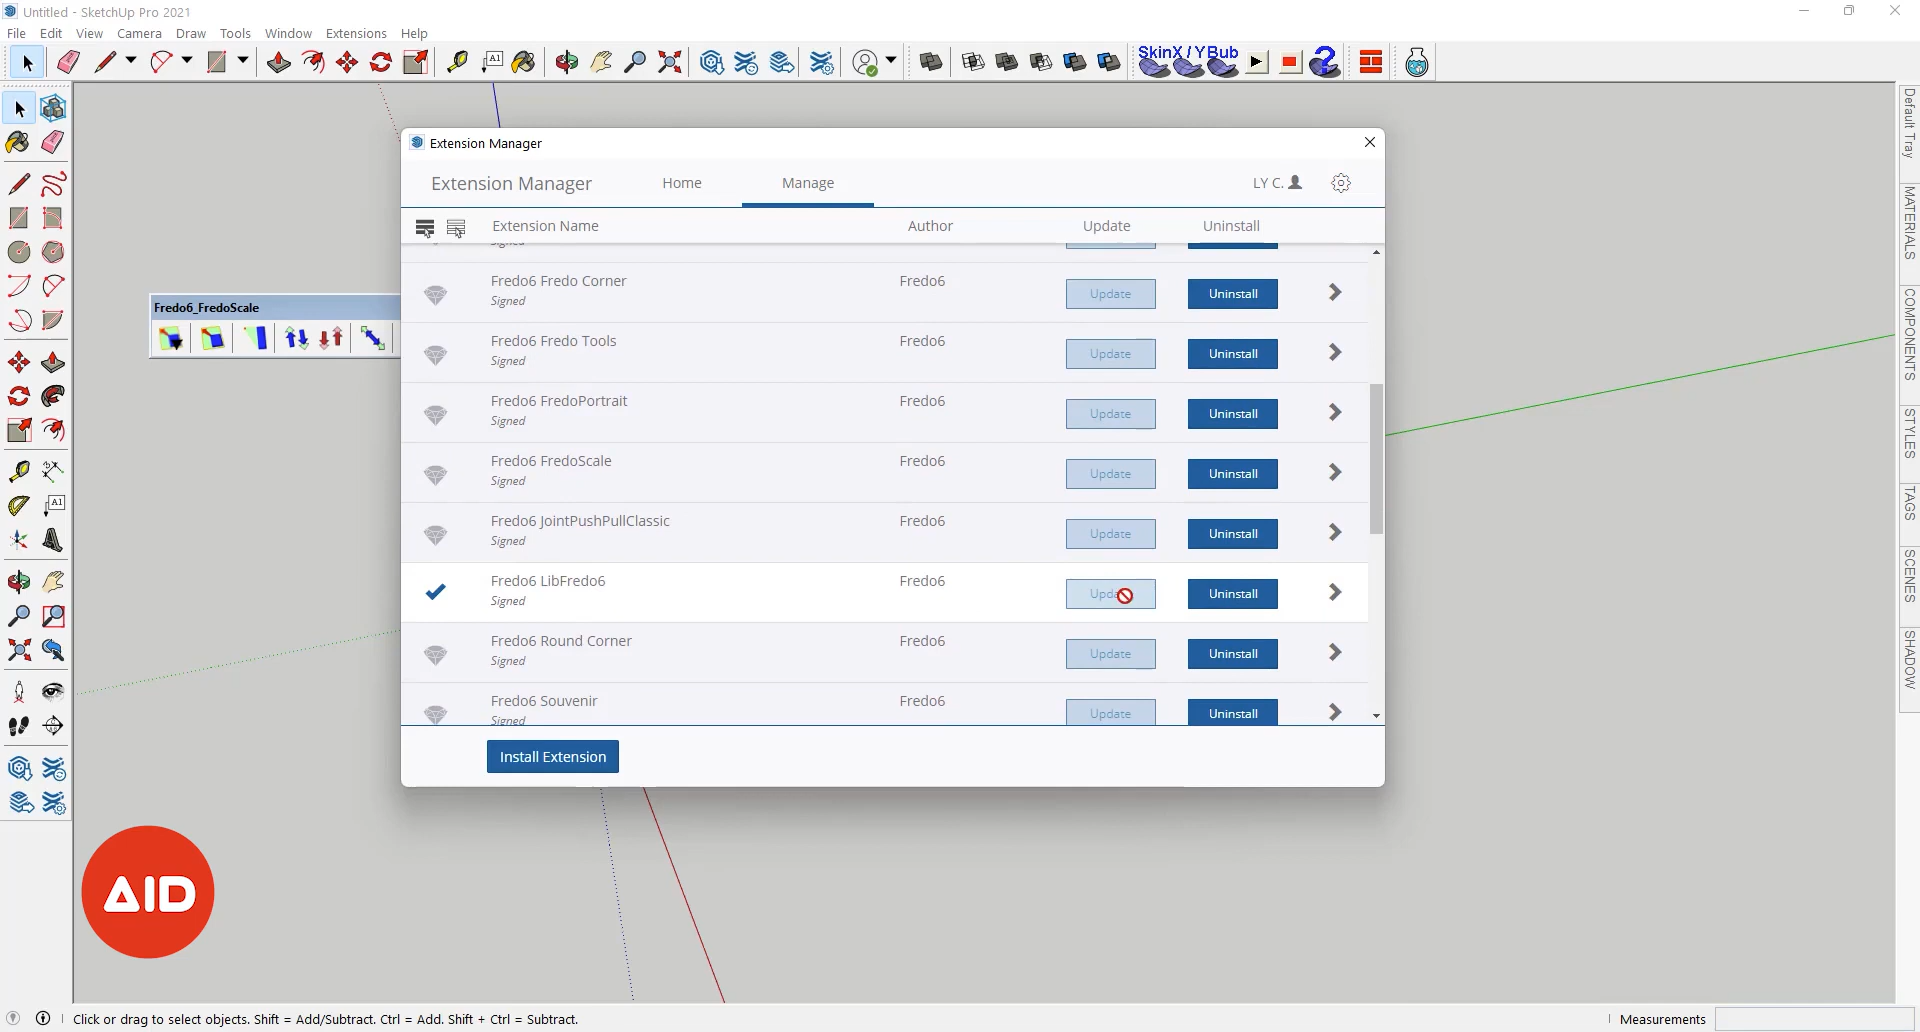 Untitled - SketchUp Pro 2021
File Edit View Camera Draw Tools Window Extensions Help
A1
SkinX / YBub
Default Tray
MATERIALS
COMPONENTS
STYLES
TAGS
SCENES
SHADOW
A1
Fredo6_FredoScale
Extension Manager
Extension Manager Home Manage LY C.
Extension Name Author Update Uninstall
Signed
Fredo6 Fredo Corner Fredo6
Signed Update Uninstall
Fredo6 Fredo Tools Fredo6
Signed Update Uninstall
Fredo6 FredoPortrait Fredo6
Signed Update Uninstall
Fredo6 FredoScale Fredo6
Signed Update Uninstall
Fredo6 JointPushPullClassic Fredo6
Signed Update Uninstall
Fredo6 LibFredo6 Fredo6
Signed Update Uninstall
Fredo6 Round Corner Fredo6
Signed Update Uninstall
Fredo6 Souvenir Fredo6
Signed Update Uninstall
Install Extension
AID
Click or drag to select objects. Shift = Add/Subtract. Ctrl = Add. Shift + Ctrl = Subtract.
Measurements